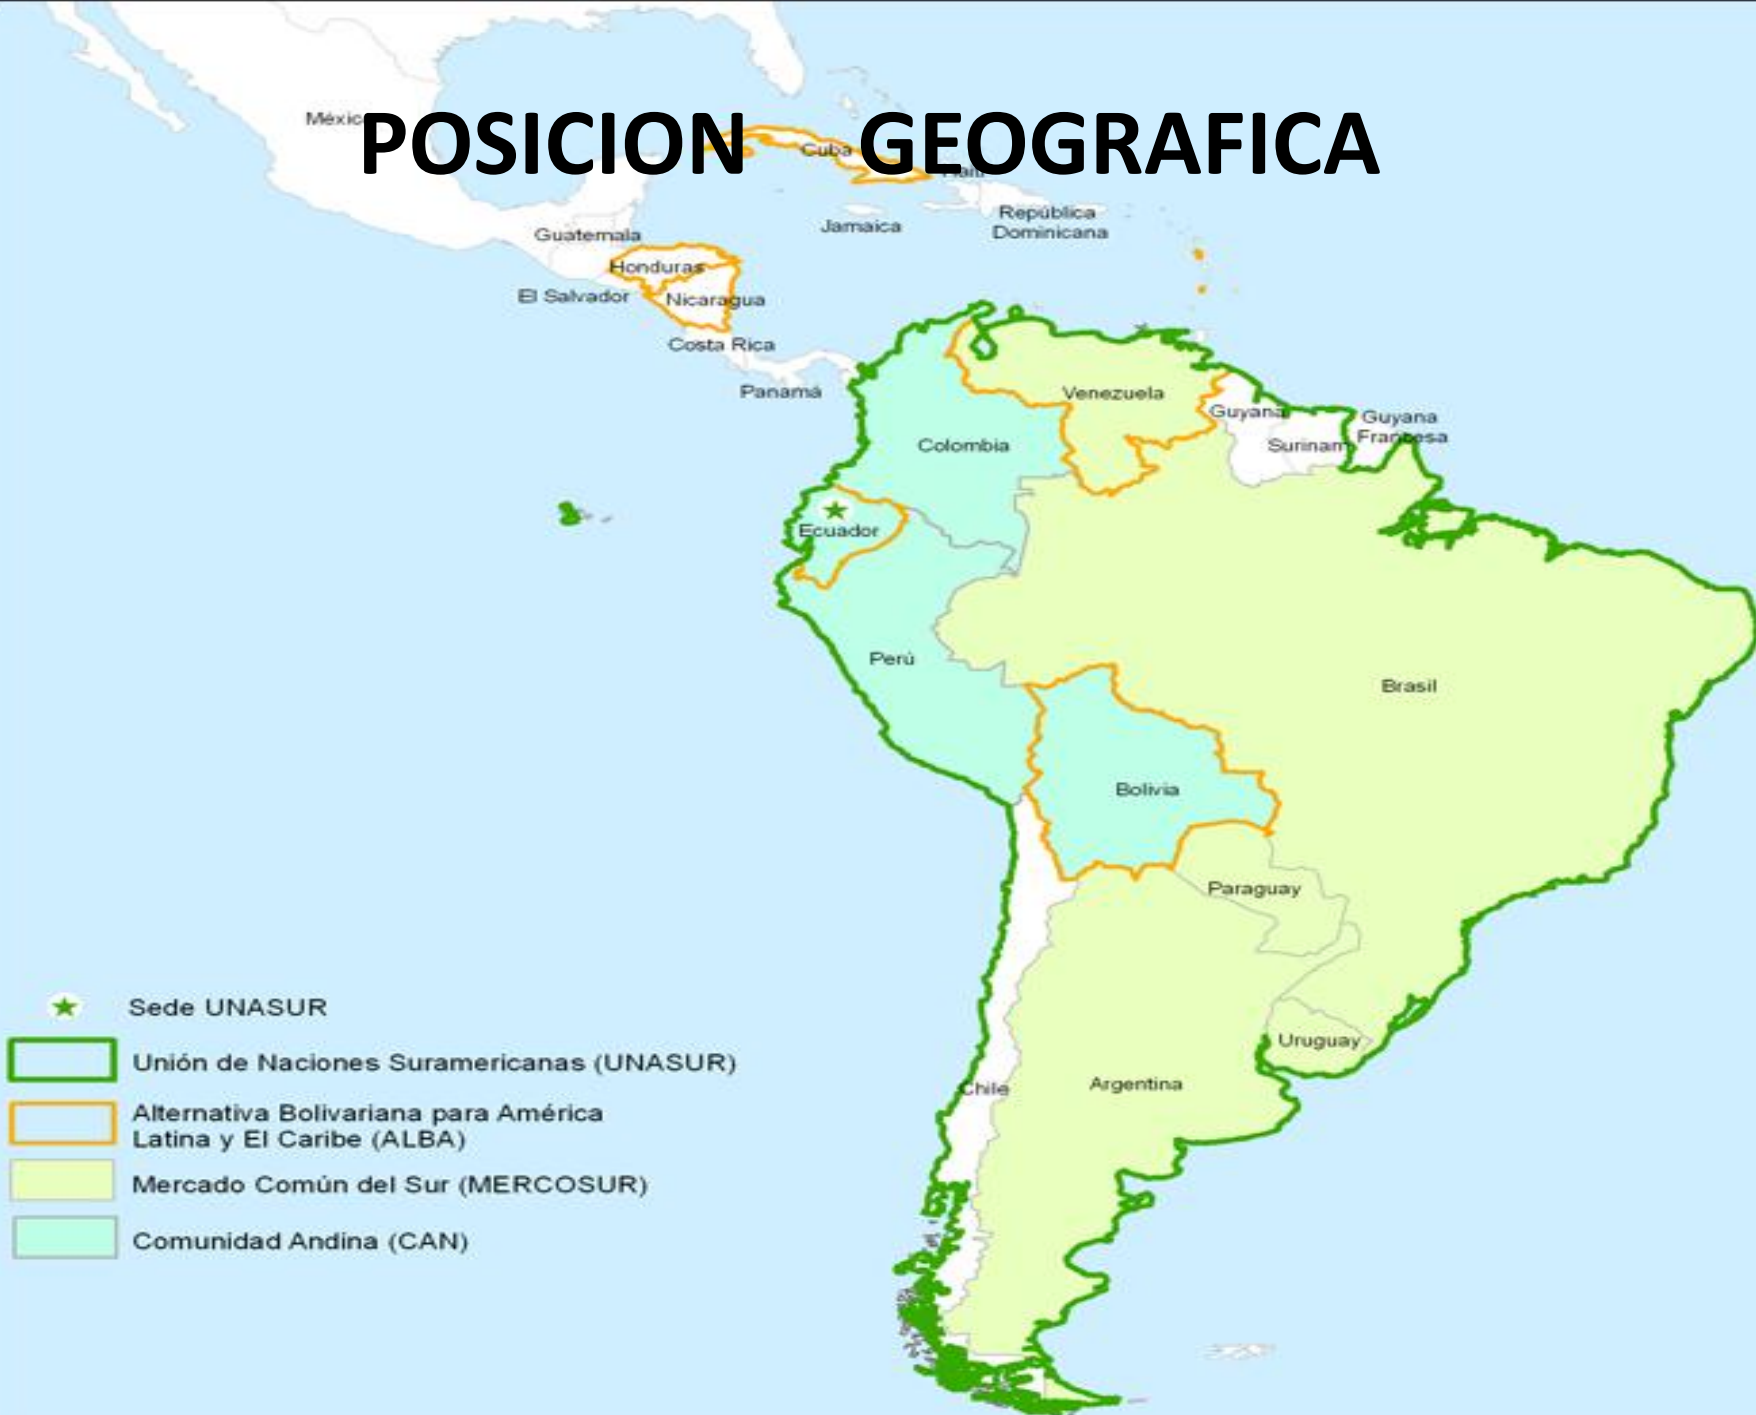 POSICION GEOGRAFICA
México
Cuba
Haití
Jamaica
República
Dominicana
Guatemala
Honduras
El Salvador
Nicaragua
Costa Rica
Panamá
Venezuela
Guyana
Guyana
Francesa
Surinam
Colombia
Ecuador
Perú
Brasil
Bolivia
Paraguay
Uruguay
Chile
Argentina
Sede UNASUR
Unión de Naciones Suramericanas (UNASUR)
Alternativa Bolivariana para América
Latina y El Caribe (ALBA)
Mercado Común del Sur (MERCOSUR)
Comunidad Andina (CAN)